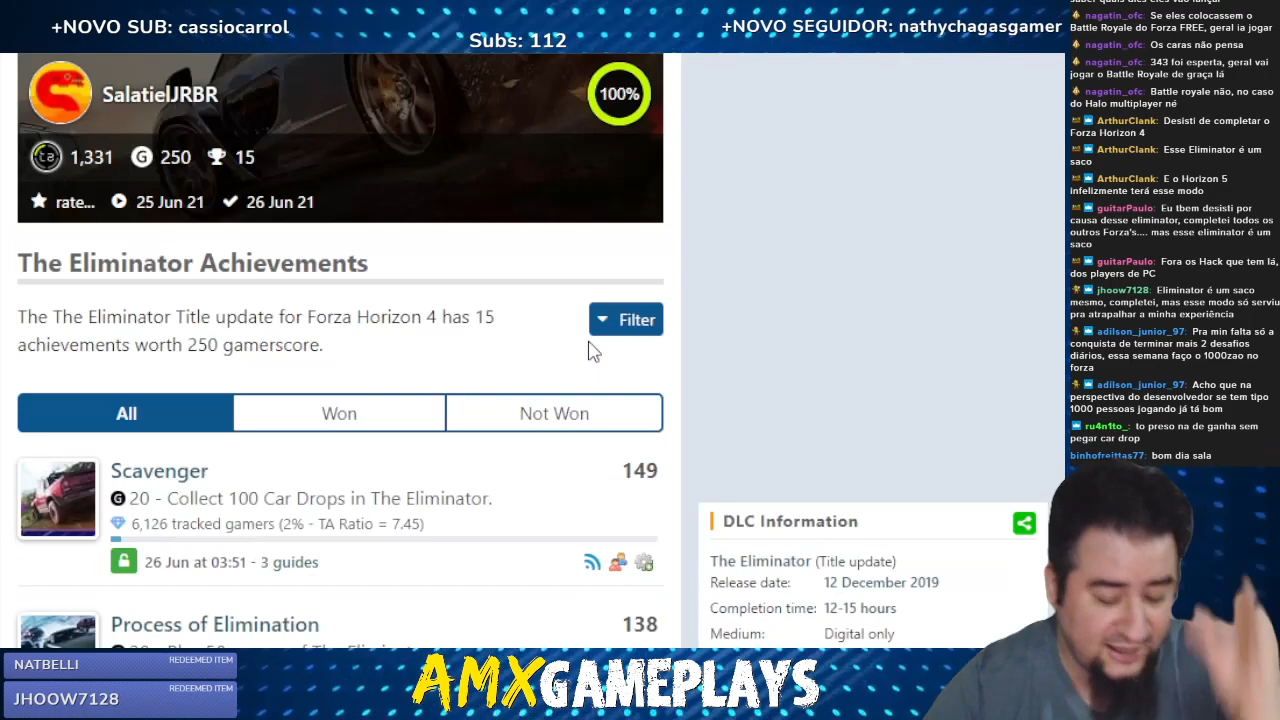 +NOVO SUB: cassiocarrol
Subs: 112
+NOVO SEGUIDOR: nathychagasgamer
SalatielJRBR
100%
1,331 G 250 15
rate... 25 Jun 21 26 Jun 21
The Eliminator Achievements
The The Eliminator Title update for Forza Horizon 4 has 15
achievements worth 250 gamerscore.
Filter
All Won Not Won
Scavenger 149
G 20 - Collect 100 Car Drops in The Eliminator.
6,126 tracked gamers (2% - TA Ratio = 7.45)
26 Jun at 03:51 - 3 guides
Process of Elimination 138
DLC Information
The Eliminator (Title update)
Release date: 12 December 2019
Completion time: 12-15 hours
Medium: Digital only
nagatin_ofc: Se eles colocassem o
Battle Royale do Forza FREE, geral ia jogar
nagatin_ofc: Os caras não pensa
nagatin_ofc: 343 foi esperta, geral vai
jogar o Battle Royale de graça lá
nagatin_ofc: Battle royale não, no caso
do Halo multiplayer né
ArthurClank: Desisti de completar o
Forza Horizon 4
ArthurClank: Esse Eliminator é um
saco
ArthurClank: E o Horizon 5
infelizmente terá esse modo
guitarPaulo: Eu tbem desisti por
causa desse eliminator, completei todos os
outros Forza's.... mas esse eliminator é um
saco
guitarPaulo: Fora os Hack que tem lá,
dos players de PC
jhoow7128: Eliminator é um saco
mesmo, completei, mas esse modo só serviu
pra atrapalhar a minha experiência
adilson_junior_97: Pra min falta só a
conquista de terminar mais 2 desafios
diários, essa semana faço o 1000zao no
forza
adilson_junior_97: Acho que na
perspectiva do desenvolvedor se tem tipo
1000 pessoas jogando já tá bom
ru4n1to_: to preso na de ganha sem
pegar car drop
binhofreittas77: bom dia sala
NATBELLI REDEEMED ITEM
JHOOW7128 REDEEMED ITEM
AMXGAMEPLAYS